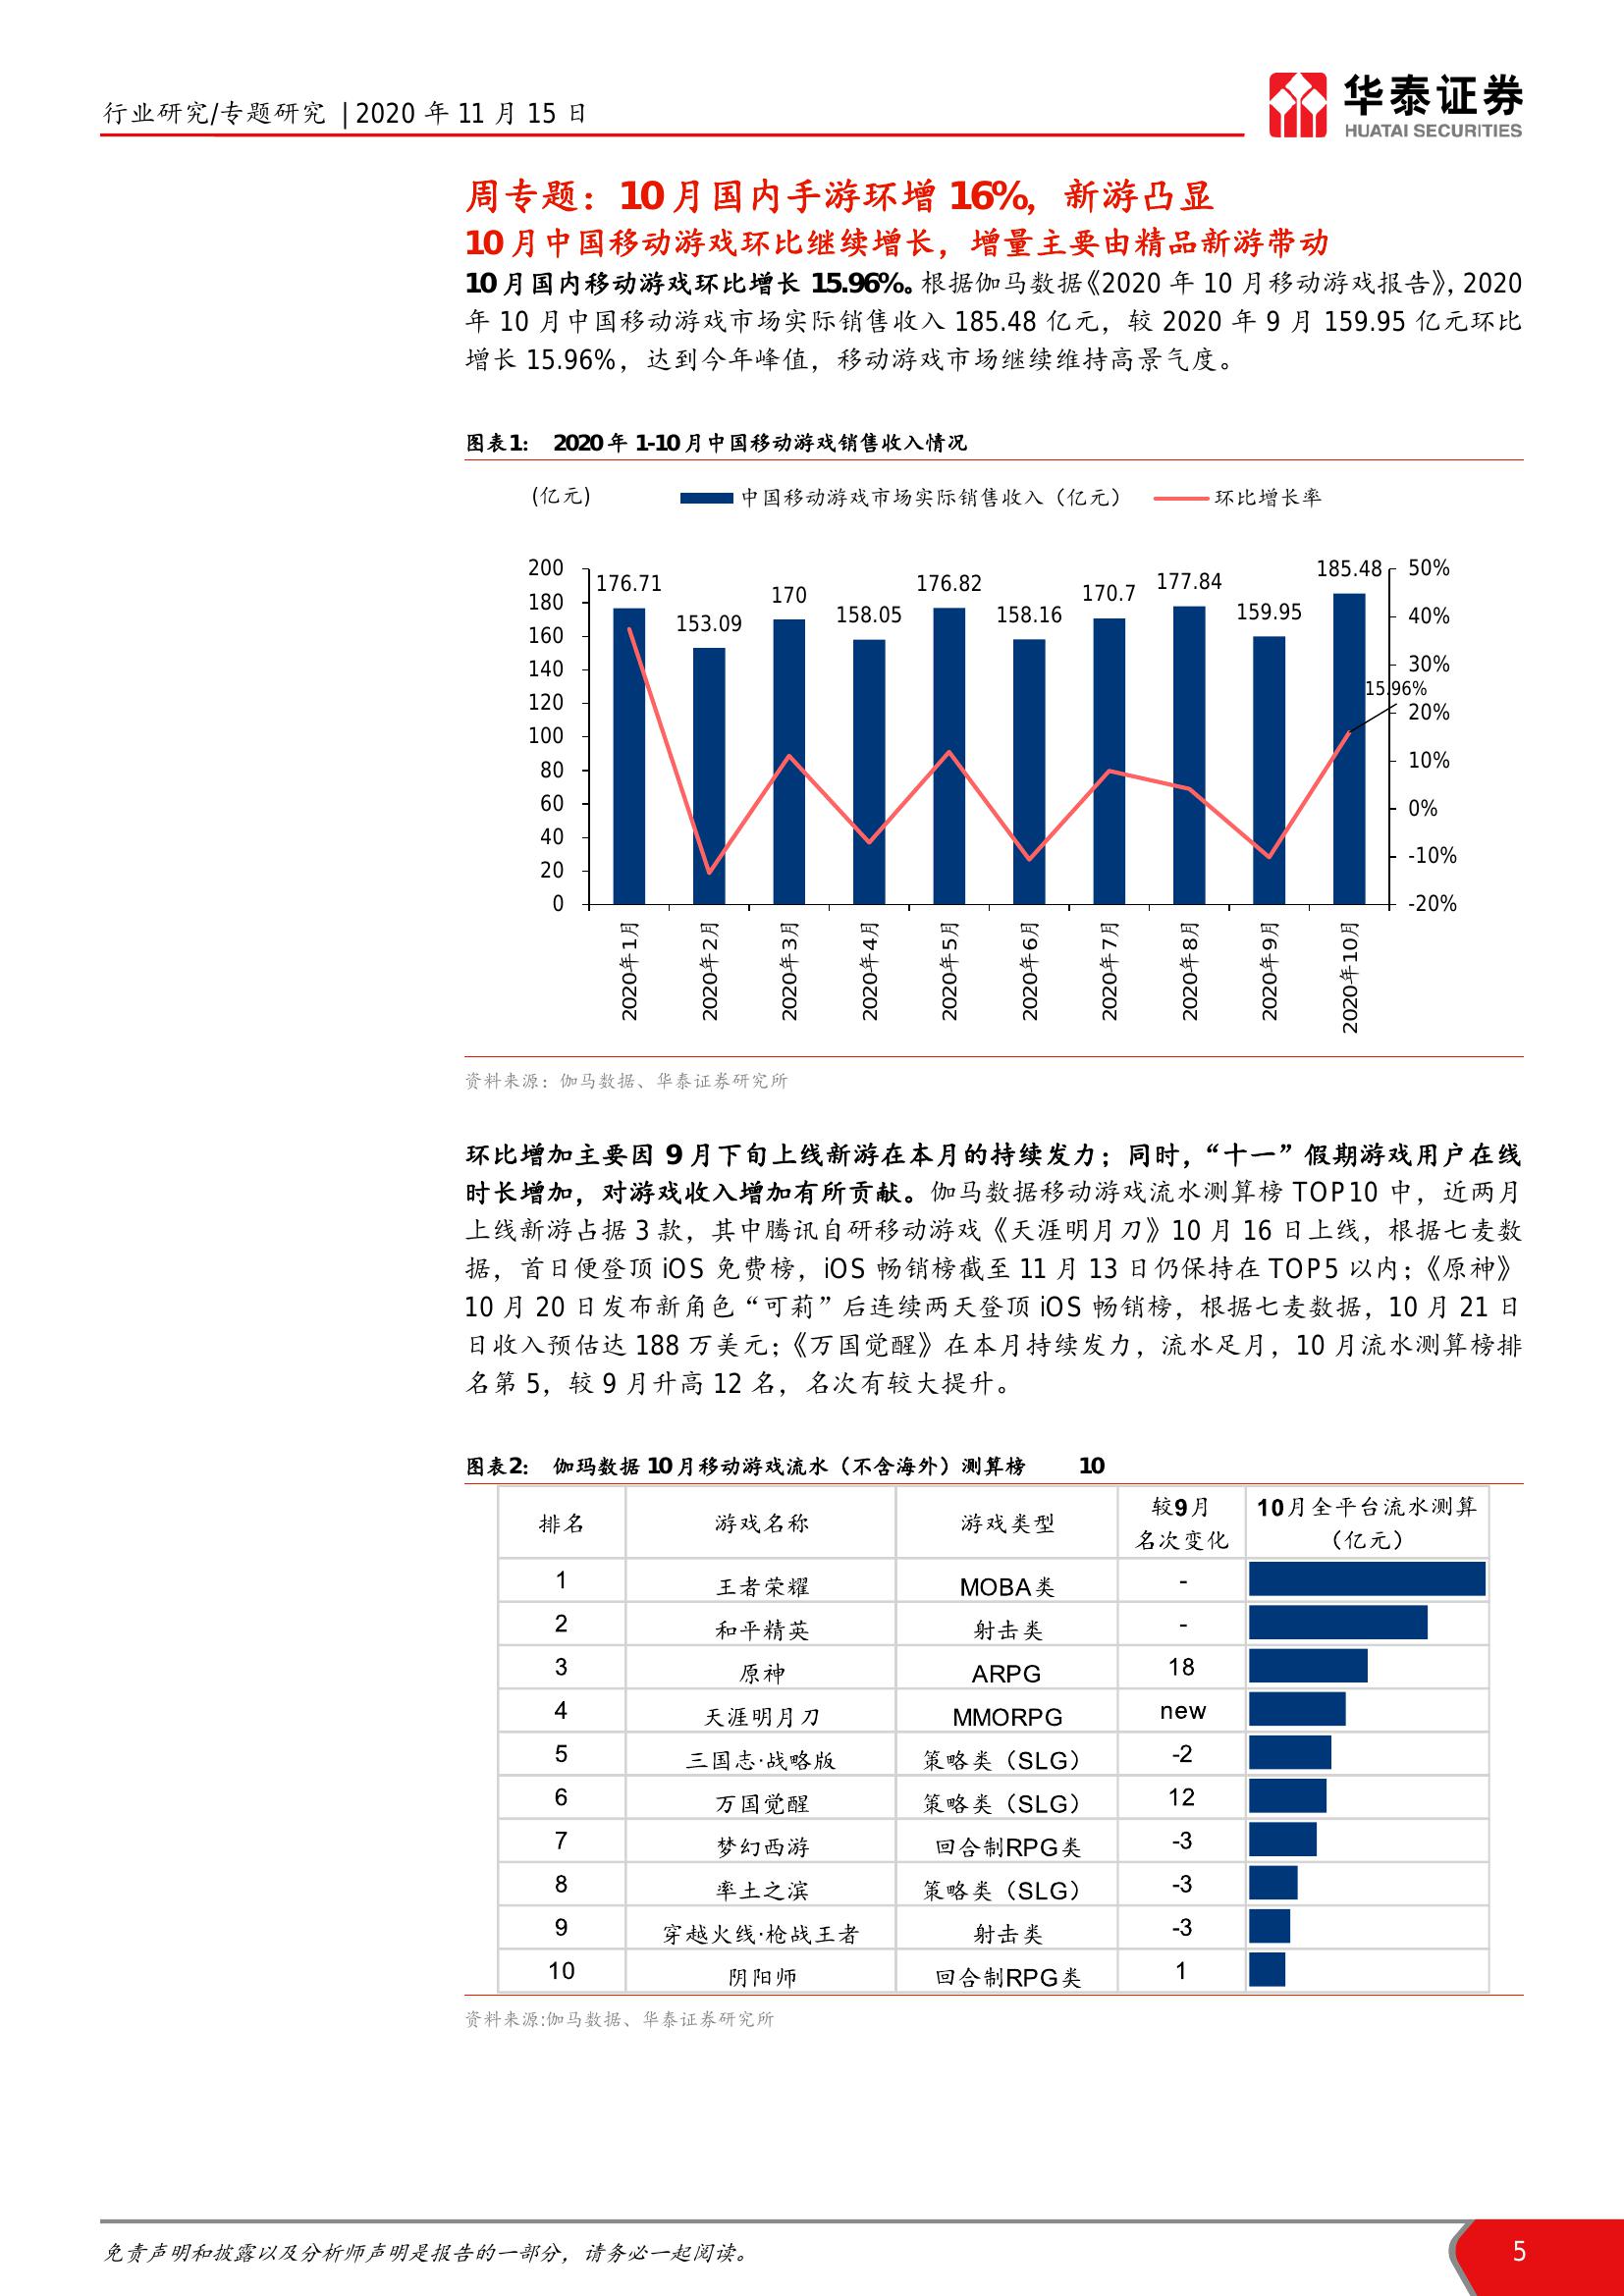 行业研究/专题研究 | 2020 年 11 月 15 日
华泰证券
HUATAI SECURITIES
周专题：10 月国内手游环增 16%，新游凸显
10 月中国移动游戏环比继续增长，增量主要由精品新游带动
10 月国内移动游戏环比增长 15.96%。根据伽马数据《2020 年 10 月移动游戏报告》，2020
年 10 月中国移动游戏市场实际销售收入 185.48 亿元，较 2020 年 9 月 159.95 亿元环比
增长 15.96%，达到今年峰值，移动游戏市场继续维持高景气度。
图表1： 2020 年 1-10 月中国移动游戏销售收入情况
(亿元) 中国移动游戏市场实际销售收入（亿元） 环比增长率
200 180 160 140 120 100 80 60 40 20 0
176.71 153.09 170 158.05 176.82 158.16 170.7 177.84 159.95 185.48
15.96%
50% 40% 30% 20% 10% 0% -10% -20%
2020年1月 2020年2月 2020年3月 2020年4月 2020年5月 2020年6月 2020年7月 2020年8月 2020年9月 2020年10月
资料来源：伽马数据、华泰证券研究所
环比增加主要因 9 月下旬上线新游在本月的持续发力；同时，“十一”假期游戏用户在线
时长增加，对游戏收入增加有所贡献。伽马数据移动游戏流水测算榜 TOP10 中，近两月
上线新游占据 3 款，其中腾讯自研移动游戏《天涯明月刀》10 月 16 日上线，根据七麦数
据，首日便登顶 iOS 免费榜，iOS 畅销榜截至 11 月 13 日仍保持在 TOP5 以内；《原神》
10 月 20 日发布新角色“可莉”后连续两天登顶 iOS 畅销榜，根据七麦数据，10 月 21 日
日收入预估达 188 万美元；《万国觉醒》在本月持续发力，流水足月，10 月流水测算榜排
名第 5，较 9 月升高 12 名，名次有较大提升。
图表2： 伽玛数据 10 月移动游戏流水（不含海外）测算榜 10
排名 游戏名称 游戏类型 较9月名次变化 10月全平台流水测算（亿元）
1 王者荣耀 MOBA类 -
2 和平精英 射击类 -
3 原神 ARPG 18
4 天涯明月刀 MMORPG new
5 三国志·战略版 策略类（SLG） -2
6 万国觉醒 策略类（SLG） 12
7 梦幻西游 回合制RPG类 -3
8 率土之滨 策略类（SLG） -3
9 穿越火线·枪战王者 射击类 -3
10 阴阳师 回合制RPG类 1
资料来源:伽马数据、华泰证券研究所
免责声明和披露以及分析师声明是报告的一部分，请务必一起阅读。
5